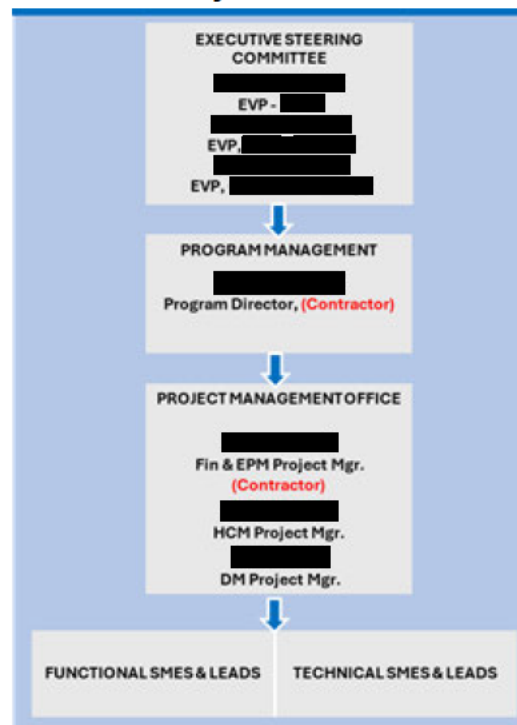 EXECUTIVE STEERING
COMMITTEE
EVP -
EVP,
EVP,
PROGRAM MANAGEMENT
Program Director, (Contractor)
PROJECT MANAGEMENT OFFICE
Fin & EPM Project Mgr.
(Contractor)
HCM Project Mgr.
DM Project Mgr.
FUNCTIONAL SMES & LEADS
TECHNICAL SMES & LEADS